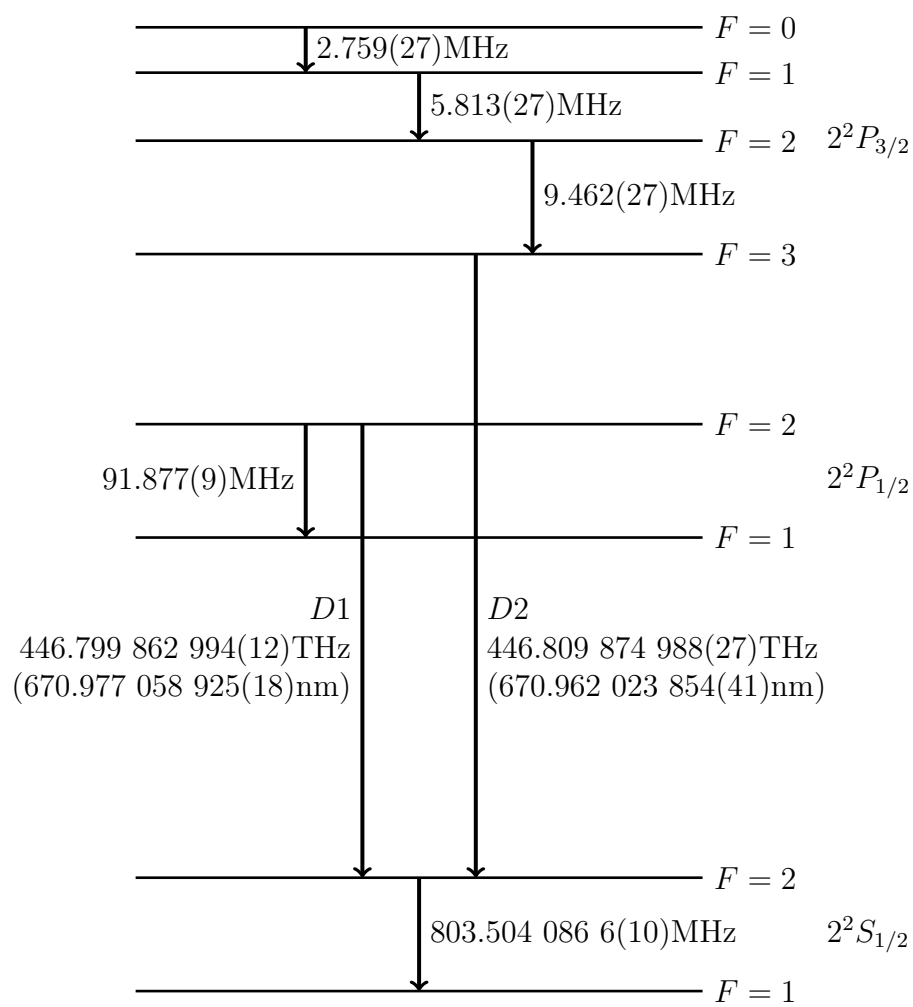 F = 0
2.759(27)MHz
F = 1
5.813(27)MHz
F = 2 2²P₃/₂
9.462(27)MHz
F = 3
F = 2
91.877(9)MHz 2²P₁/₂
F = 1
D1
446.799 862 994(12)THz
(670.977 058 925(18)nm)
D2
446.809 874 988(27)THz
(670.962 023 854(41)nm)
F = 2
803.504 086 6(10)MHz 2²S₁/₂
F = 1